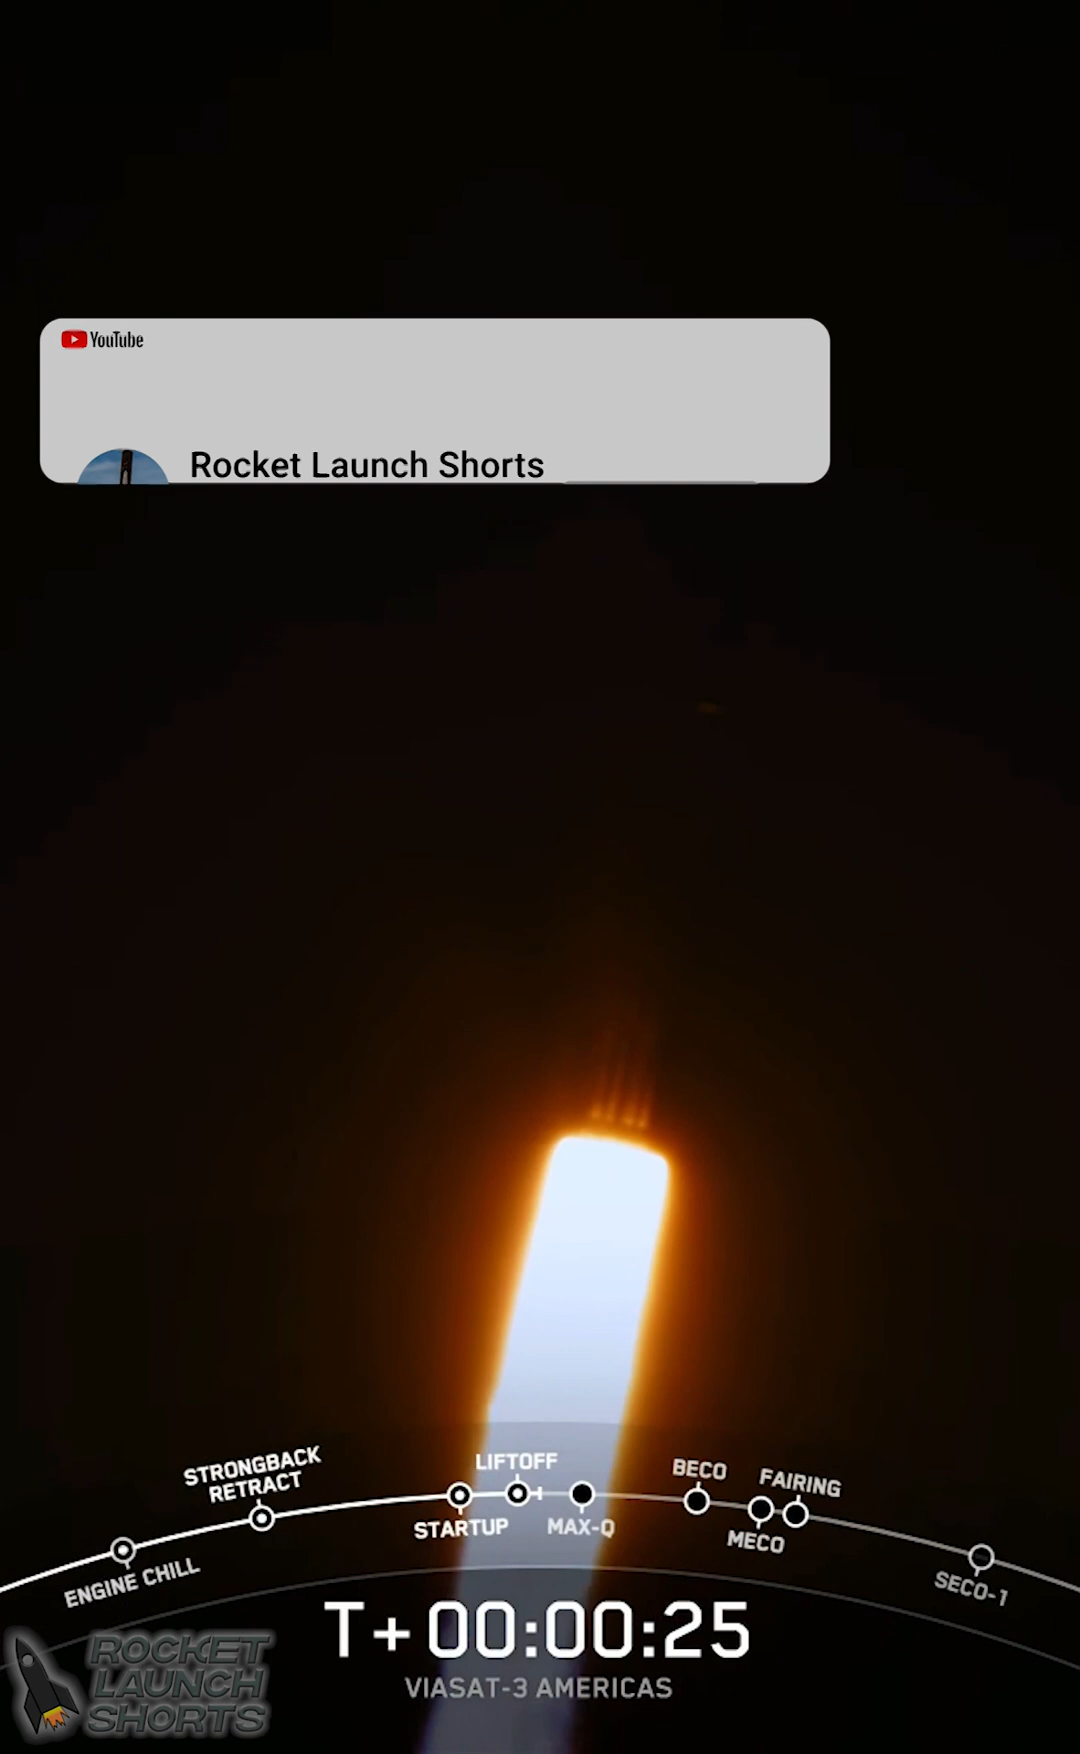 YouTube
Rocket Launch Shorts
STRONGBACK
RETRACT
LIFTOFF
BECO
FAIRING
ENGINE CHILL
STARTUP
MAX-Q
MECO
SECO-1
T+00:00:25
VIASAT-3 AMERICAS
ROCKET
LAUNCH
SHORTS